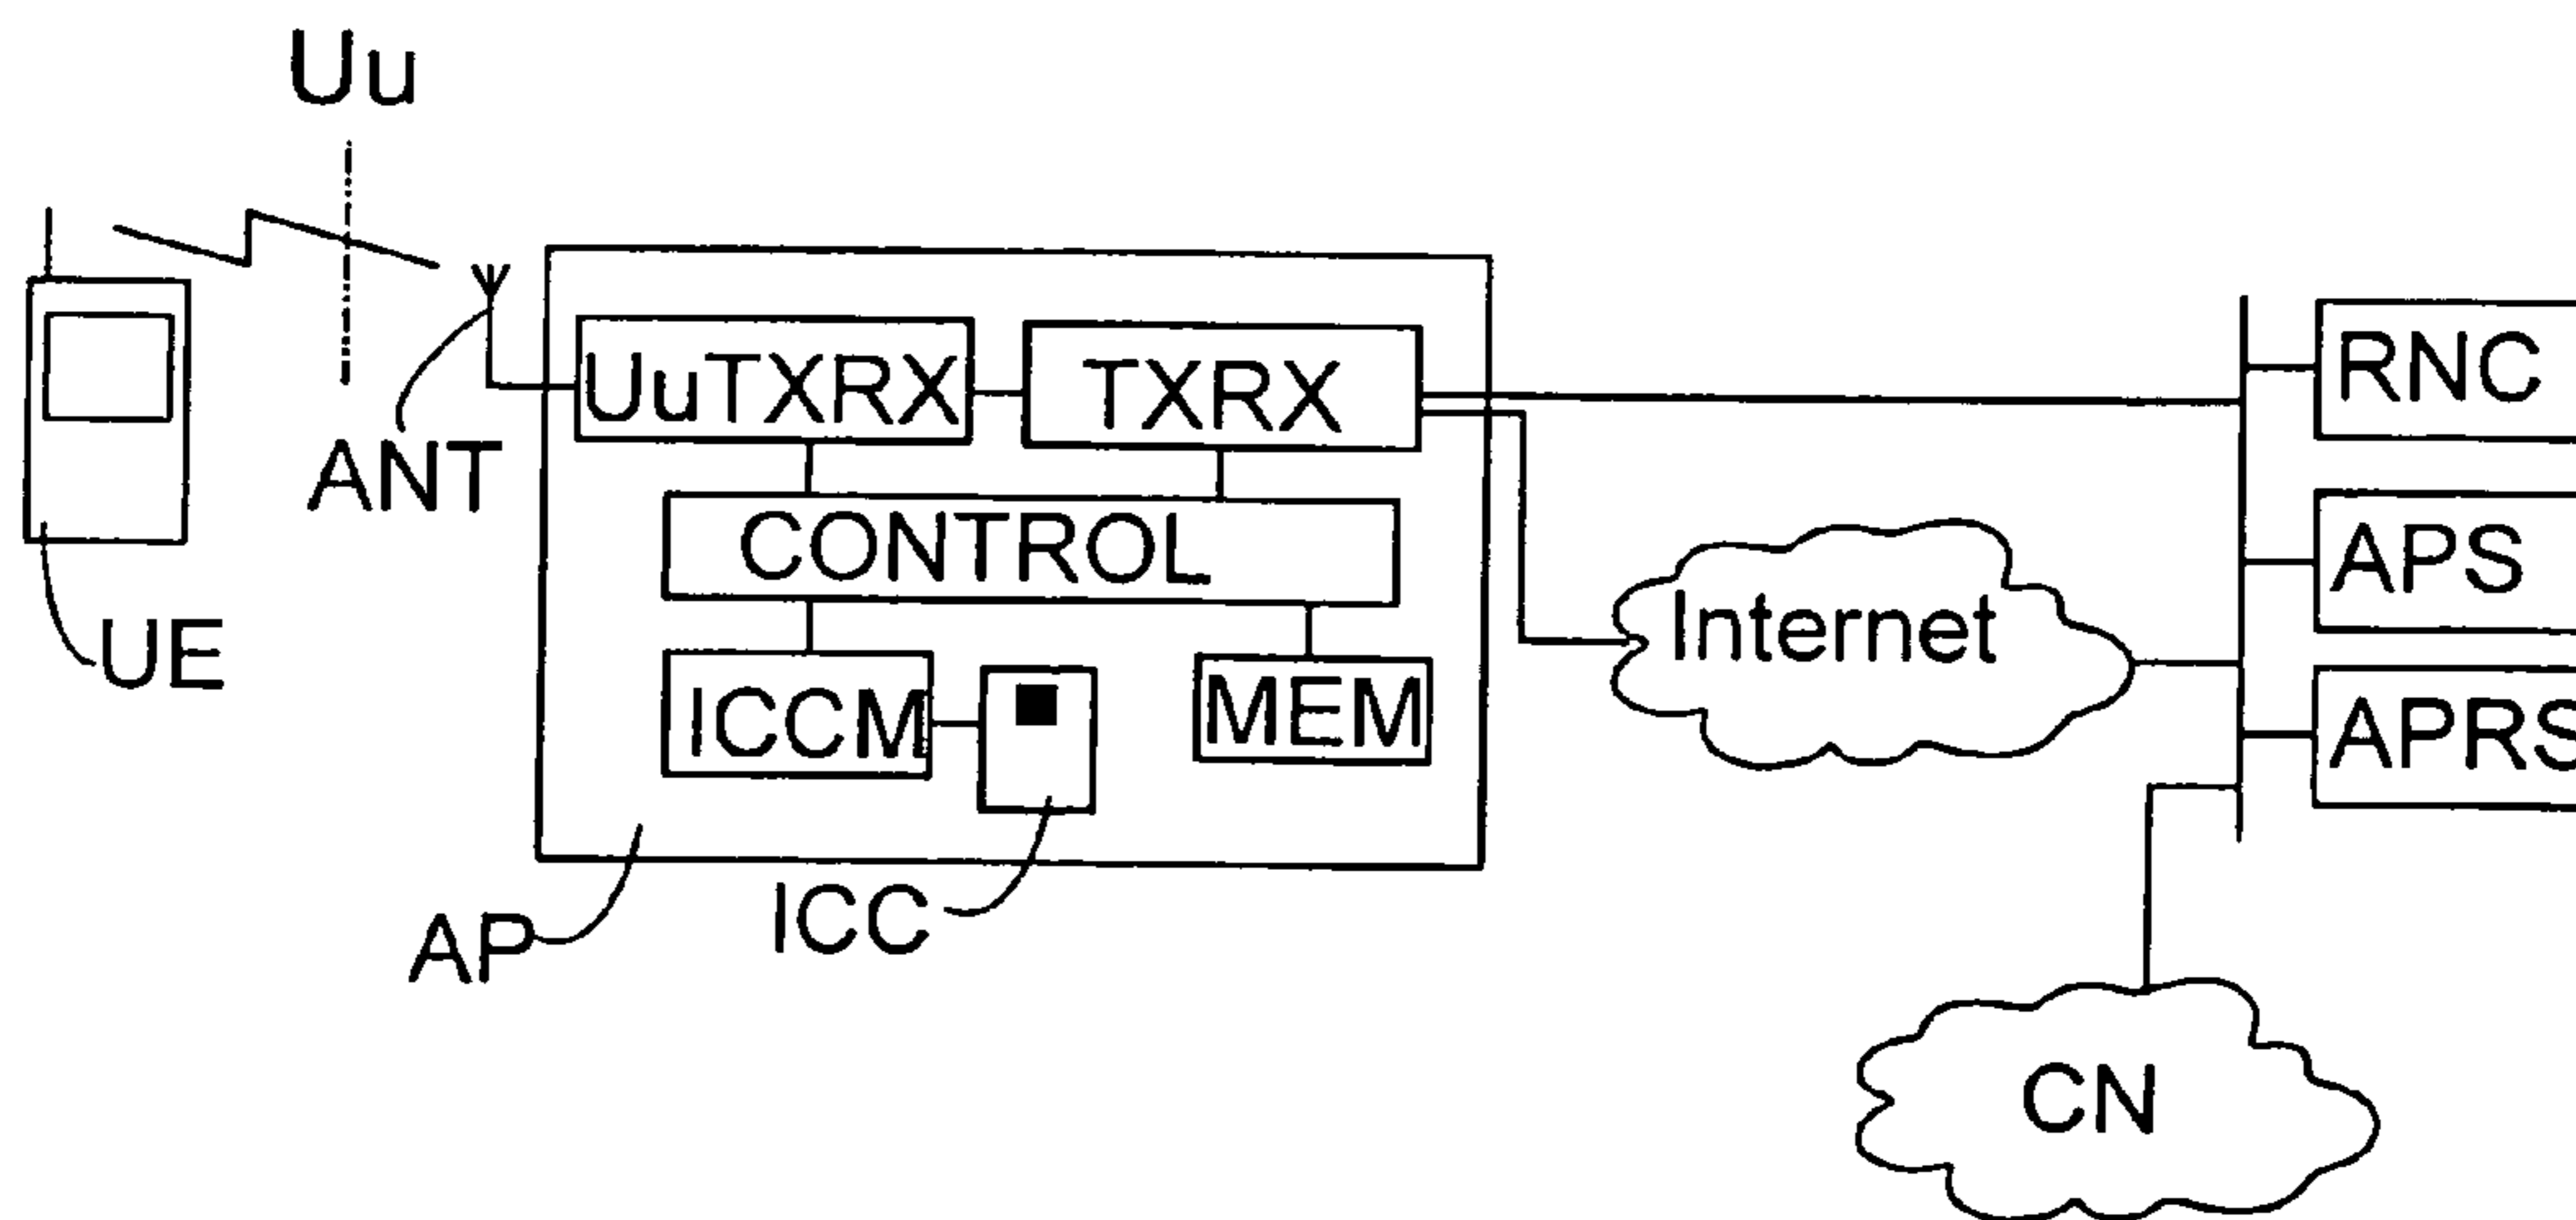 Uu
UuTXRX
TXRX
RNC
ANT
CONTROL
APS
Internet
UE
ICCM
MEM
APRS
AP
ICC
CN